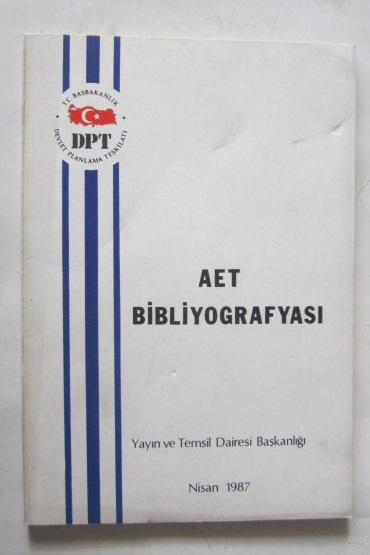 T.C. BAŞBAKANLIK
DPT
DEVLET PLANLAMA TEŞKİLATI
AET
BİBLİYOGRAFYASI
Yayın ve Temsil Dairesi Başkanlığı
Nisan 1987